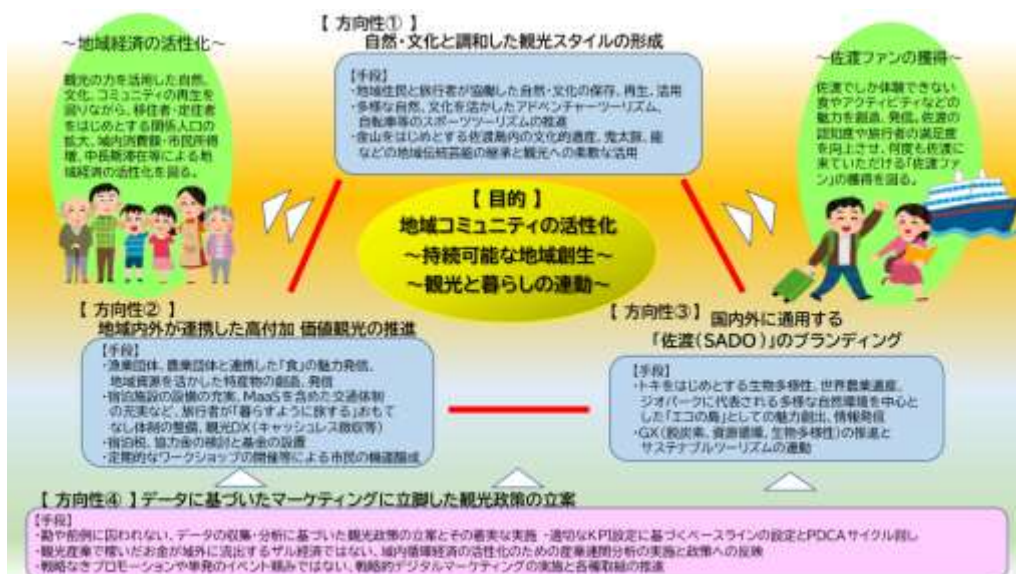 【 方向性① 】
自然・文化と調和した観光スタイルの形成
【手段】
・地域住民と旅行者が協働した自然・文化の保存、再生、活用
・多様な自然、文化を活かしたアドベンチャーツーリズム、
自転車等のスポーツツーリズムの推進
・金山をはじめとする佐渡島内の文化的遺産、鬼太鼓、能
などの地域伝統芸能の継承と観光への柔軟な活用
～地域経済の活性化～
観光の力を活用した自然、
文化、コミュニティの再生を
図りながら、移住者・定住者
をはじめとする関係人口の
拡大、域内消費額・市民所得
増、中長期滞在等による地
域経済の活性化を図る。
～佐渡ファンの獲得～
佐渡でしか体験できない
食やアクティビティなどの
魅力を創造、発信。佐渡の
認知度や旅行者の満足度
を向上させ、何度も佐渡に
来ていただける「佐渡ファ
ン」の獲得を図る。
【 目的 】
地域コミュニティの活性化
～持続可能な地域創生～
～観光と暮らしの連動～
【 方向性② 】
地域内外が連携した高付加 価値観光の推進
【手段】
・漁業団体、農業団体と連携した「食」の魅力発信、
地域資源を活かした特産物の創造、発信
・宿泊施設の設備の充実、MaaSを含めた交通体制
の充実など、旅行者が「暮らすように旅する」おもて
なし体制の整備、観光DX(キャッシュレス徴収等)
・宿泊税、協力金の検討と基金の設置
・定期的なワークショップの開催等による市民の機運醸成
【 方向性③ 】
国内外に通用する
「佐渡(SADO)」のブランディング
【手段】
・トキをはじめとする生物多様性、世界農業遺産、
ジオパークに代表される多様な自然環境を中心と
した「エコの島」としての魅力創出、情報発信
・GX(脱炭素、資源循環、生物多様性)の推進と
サステナブルツーリズムの連動
【 方向性④ 】データに基づいたマーケティングに立脚した観光政策の立案
【手段】
・勘や前例に囚われない、データの収集・分析に基づいた観光政策の立案とその着実な実施 ・適切なKPI設定に基づくベースラインの設定とPDCAサイクル回し
・観光産業で稼いだお金が域外に流出するザル経済ではない、域内循環経済の活性化のための産業連関分析の実施と政策への反映
・戦略なきプロモーションや単発のイベント頼みではない、戦略的デジタルマーケティングの実施と各種取組の推進